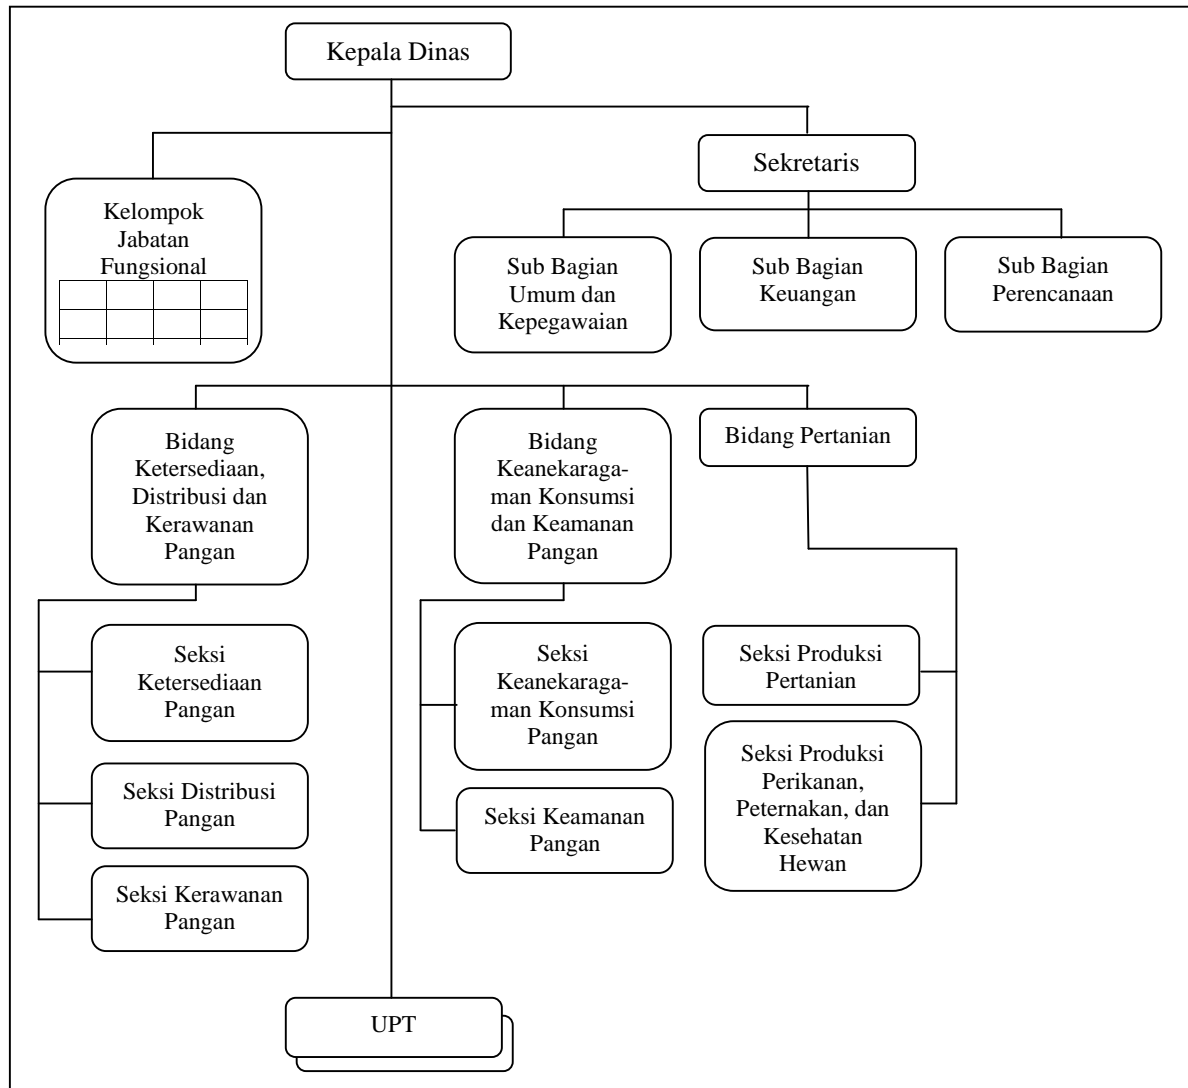 Kepala Dinas
Sekretaris
Kelompok
Jabatan
Fungsional
Sub Bagian
Umum dan
Kepegawaian
Sub Bagian
Keuangan
Sub Bagian
Perencanaan
Bidang
Ketersediaan,
Distribusi dan
Kerawanan
Pangan
Bidang
Keanekaraga-
man Konsumsi
dan Keamanan
Pangan
Bidang Pertanian
Seksi
Ketersediaan
Pangan
Seksi Distribusi
Pangan
Seksi Kerawanan
Pangan
Seksi
Keanekaraga-
man Konsumsi
Pangan
Seksi Keamanan
Pangan
Seksi Produksi
Pertanian
Seksi Produksi
Perikanan,
Peternakan, dan
Kesehatan
Hewan
UPT